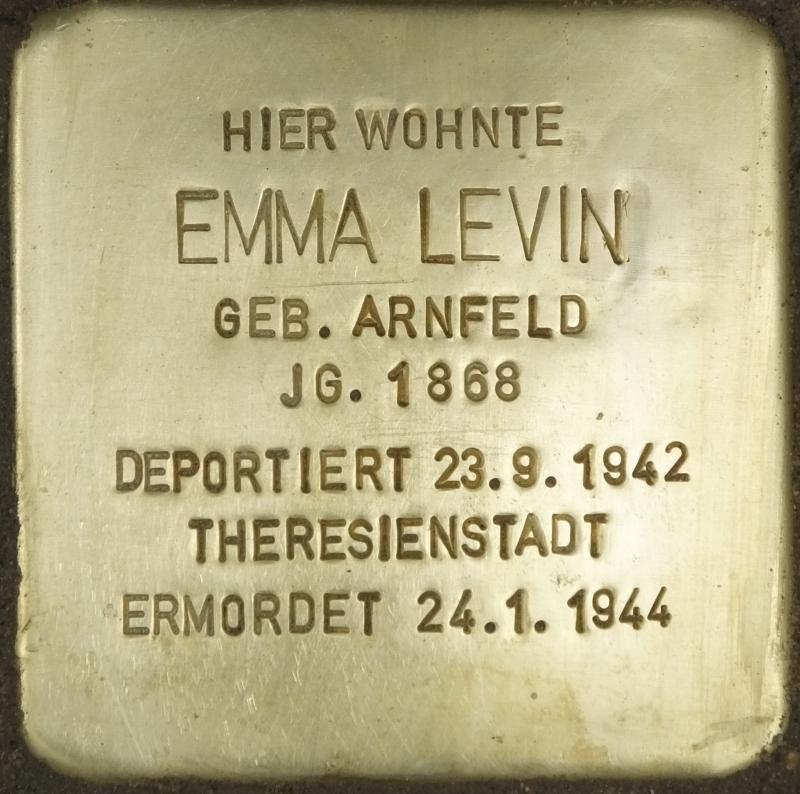 HIER WOHNTE
EMMA LEVIN
GEB. ARNFELD
JG. 1868
DEPORTIERT 23.9.1942
THERESIENSTADT
ERMORDET 24.1.1944